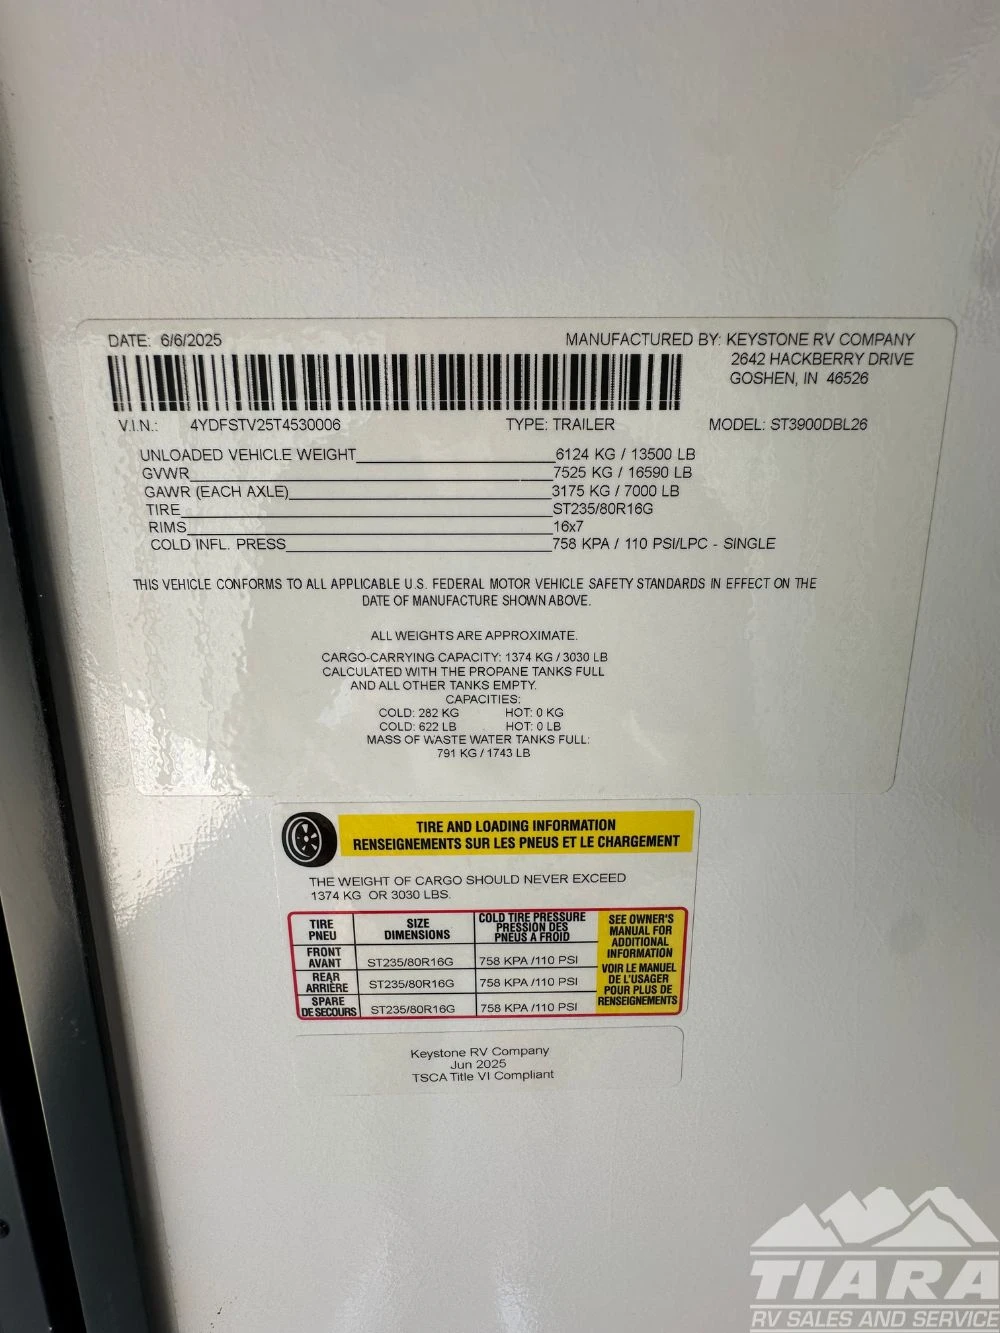 DATE: 6/6/2025 MANUFACTURED BY: KEYSTONE RV COMPANY
2642 HACKBERRY DRIVE
GOSHEN, IN 46526
V.I.N.: 4YDFSTV25T4530006 TYPE: TRAILER MODEL: ST3900DBL26
UNLOADED VEHICLE WEIGHT 6124 KG / 13500 LB
GVWR 7525 KG / 16590 LB
GAWR (EACH AXLE) 3175 KG / 7000 LB
TIRE ST235/80R16G
RIMS 16x7
COLD INFL. PRESS 758 KPA / 110 PSI/LPC - SINGLE
THIS VEHICLE CONFORMS TO ALL APPLICABLE U.S. FEDERAL MOTOR VEHICLE SAFETY STANDARDS IN EFFECT ON THE
DATE OF MANUFACTURE SHOWN ABOVE.
ALL WEIGHTS ARE APPROXIMATE.
CARGO-CARRYING CAPACITY: 1374 KG / 3030 LB
CALCULATED WITH THE PROPANE TANKS FULL
AND ALL OTHER TANKS EMPTY.
CAPACITIES:
COLD: 282 KG HOT: 0 KG
COLD: 622 LB HOT: 0 LB
MASS OF WASTE WATER TANKS FULL:
791 KG / 1743 LB
TIRE AND LOADING INFORMATION
RENSEIGNEMENTS SUR LES PNEUS ET LE CHARGEMENT
THE WEIGHT OF CARGO SHOULD NEVER EXCEED
1374 KG OR 3030 LBS.
TIRE
PNEU
SIZE
DIMENSIONS
COLD TIRE PRESSURE
PRESSION DES
PNEUS A FROID
FRONT
AVANT
ST235/80R16G 758 KPA /110 PSI
REAR
ARRIÈRE
ST235/80R16G 758 KPA /110 PSI
SPARE
DE SECOURS
ST235/80R16G 758 KPA /110 PSI
SEE OWNER'S
MANUAL FOR
ADDITIONAL
INFORMATION
VOIR LE MANUEL
DE L'USAGER
POUR PLUS DE
RENSEIGNEMENTS
Keystone RV Company
Jun 2025
TSCA Title VI Compliant
TIARA
RV SALES AND SERVICE